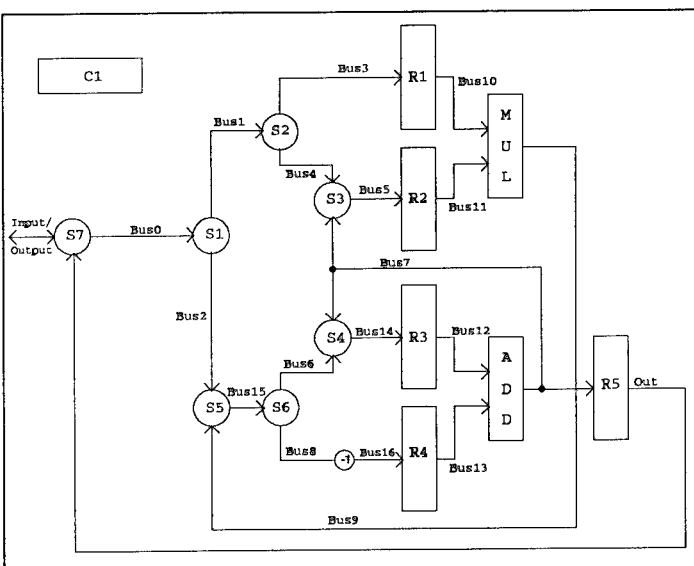 C1
Bus3
R1
Bus10
M
U
L
Bus1
S2
Bus4
S3
Bus5
R2
Bus11
Input/
Output
S7
Bus0
S1
Bus7
Bus2
S4
Bus14
R3
Bus12
A
D
D
Bus6
R5
Out
S5
Bus15
S6
Bus8
-1
Bus16
R4
Bus13
Bus9